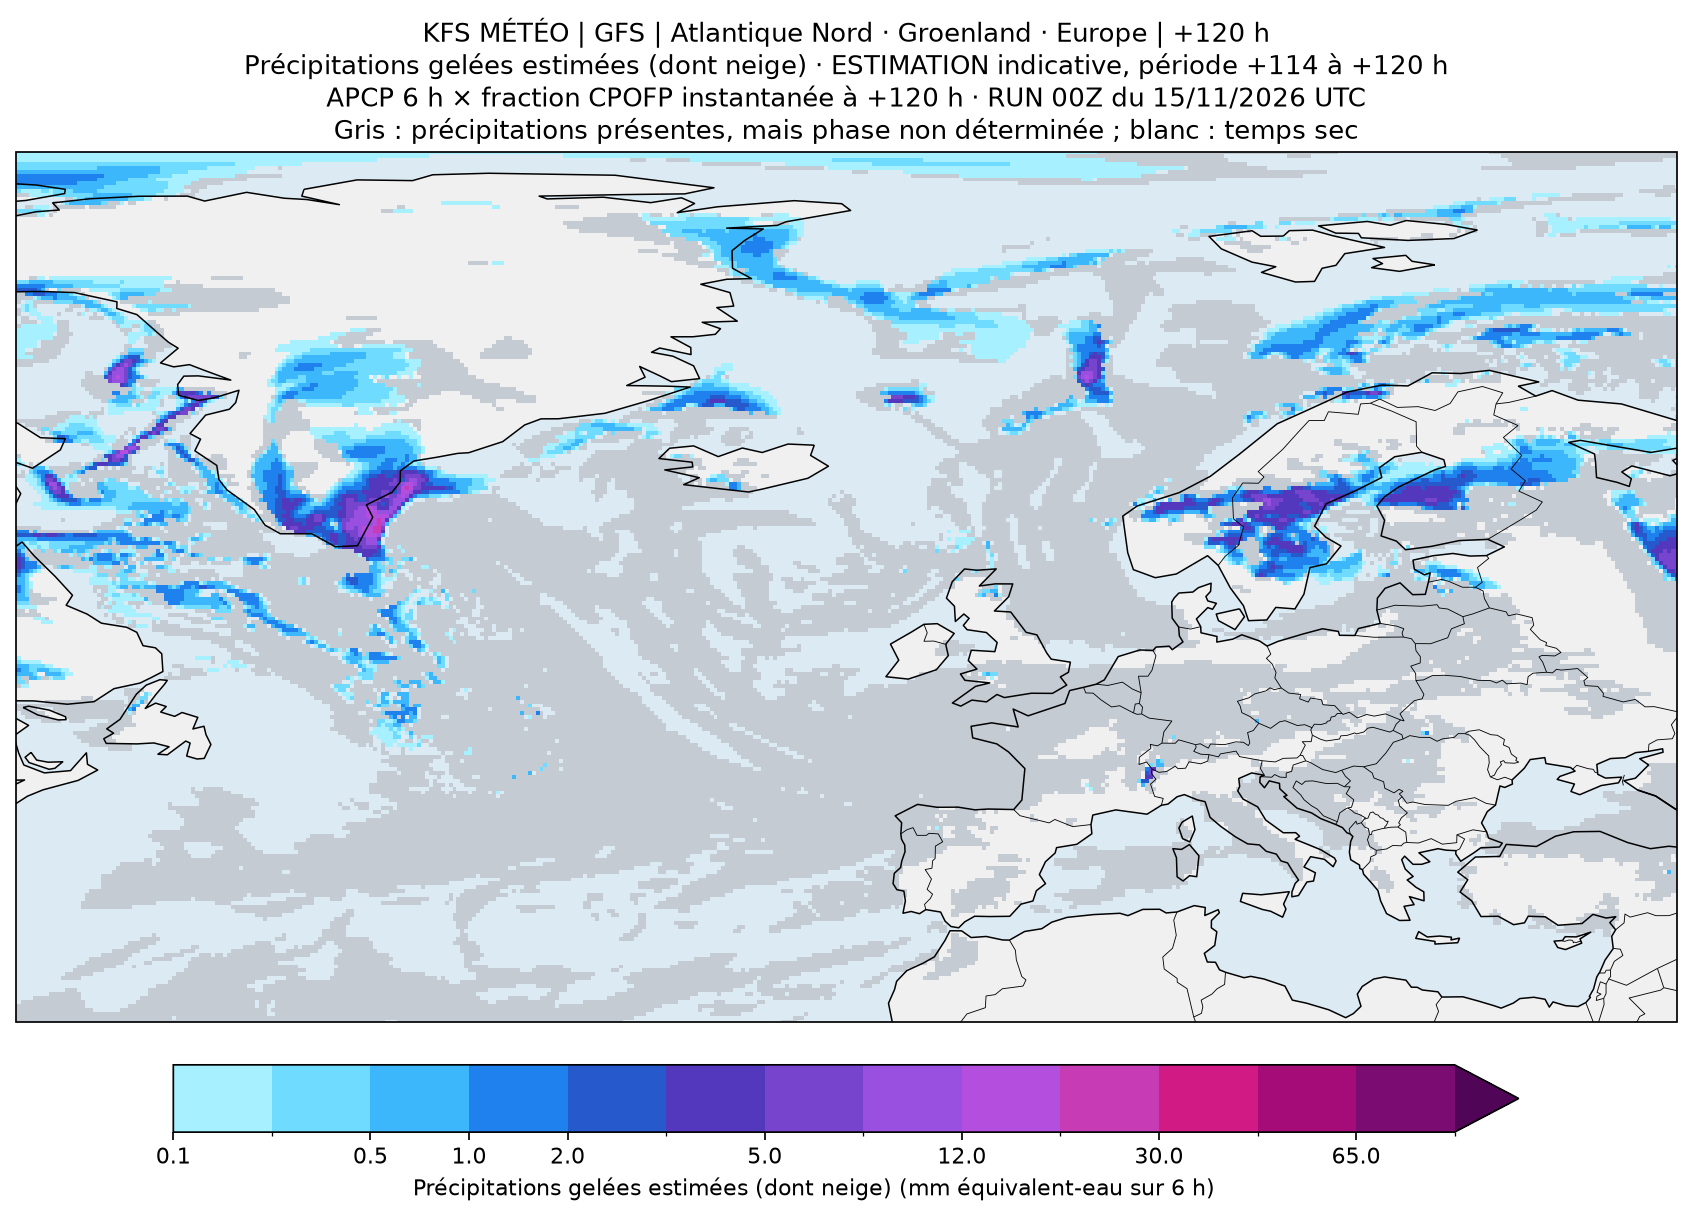 KFS MÉTÉO | GFS | Atlantique Nord · Groenland · Europe | +120 h
Précipitations gelées estimées (dont neige) · ESTIMATION indicative, période +114 à +120 h
APCP 6 h × fraction CPOFP instantanée à +120 h · RUN 00Z du 15/11/2026 UTC
Gris : précipitations présentes, mais phase non déterminée ; blanc : temps sec
0.1 0.5 1.0 2.0 5.0 12.0 30.0 65.0
Précipitations gelées estimées (dont neige) (mm équivalent-eau sur 6 h)